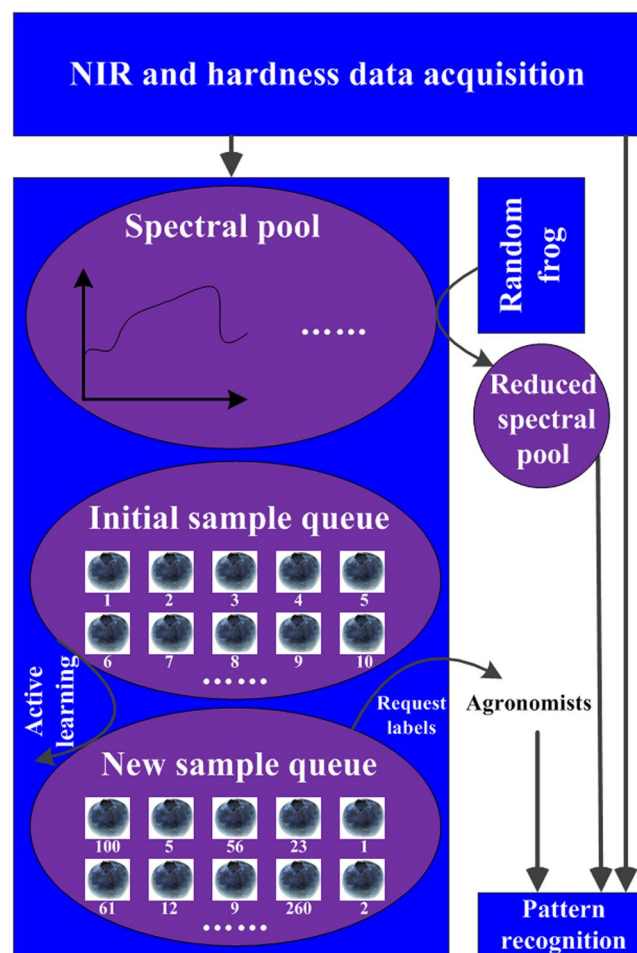 NIR and hardness data acquisition
Spectral pool
......
Random
frog
Reduced
spectral
pool
Initial sample queue
1 2 3 4 5
6 7 8 9 10
......
Active
learning
Request
labels
Agronomists
New sample queue
100 5 56 23 1
61 12 9 260 2
......
Pattern
recognition